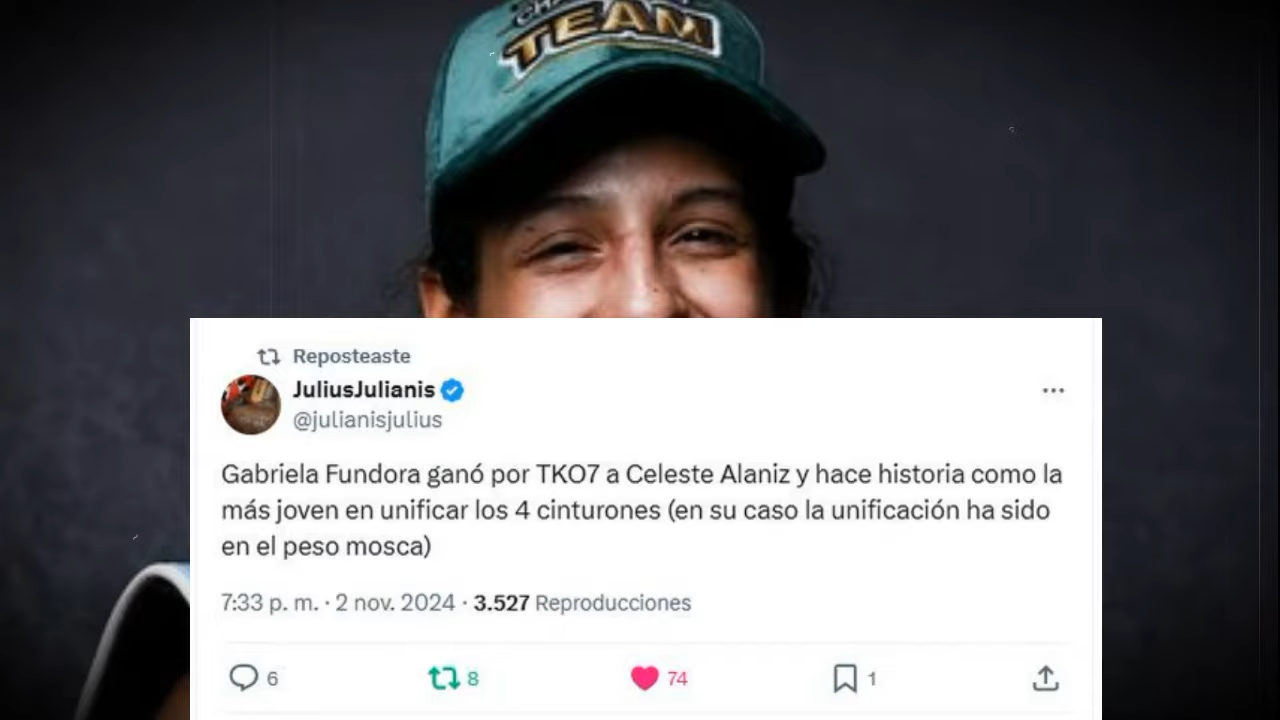 TEAM
Reposteaste
JuliusJulianis
@julianisjulius
Gabriela Fundora ganó por TKO7 a Celeste Alaniz y hace historia como la
más joven en unificar los 4 cinturones (en su caso la unificación ha sido
en el peso mosca)
7:33 p. m. · 2 nov. 2024 · 3.527 Reproducciones
6 8 74 1